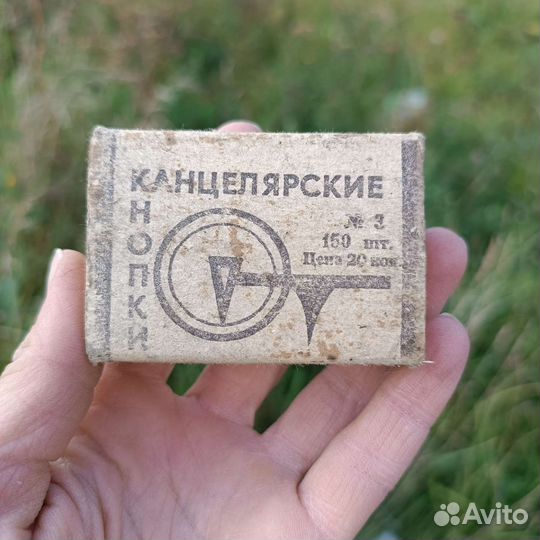 КАНЦЕЛЯРСКИЕ
КНОПКИ
№ 3
150 шт.
Цена 20 коп
Avito